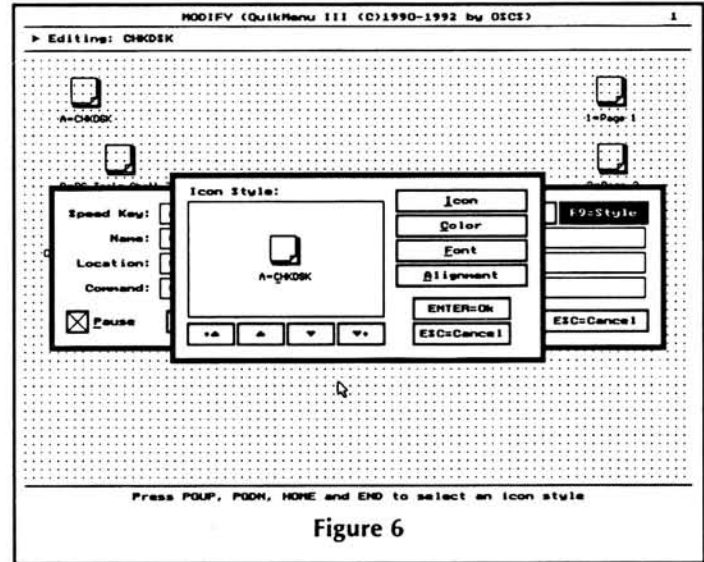 MODIFY (QuikMenu III (C)1990-1992 by OSCS) 1
► Editing: CHKDSK
A=CHKDSK
1=Page 1
Icon Style:
A=CHKDSK
Icon
Color
Font
Alignment
ENTER=Ok
ESC=Cancel
Speed Key:
F9=Style
Name:
Location:
Command:
Pause
ESC=Cancel
Press PGUP, PGDN, HOME and END to select an icon style
Figure 6